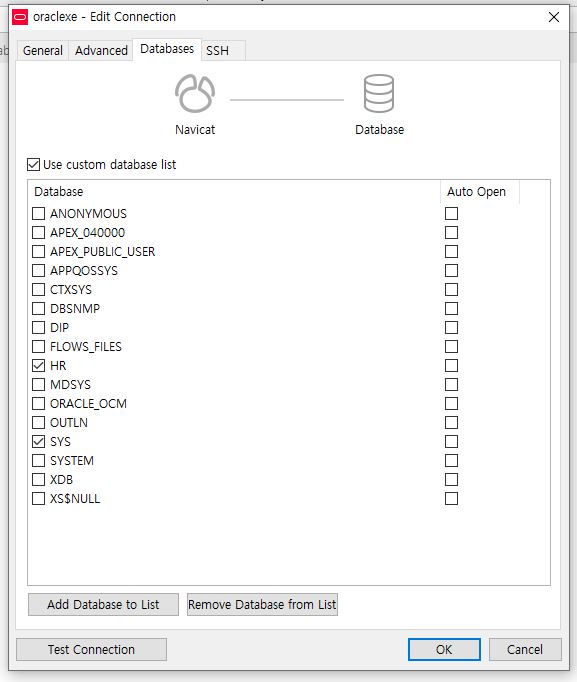 oraclexe - Edit Connection
General Advanced Databases SSH
Navicat Database
Use custom database list
Database Auto Open
ANONYMOUS
APEX_040000
APEX_PUBLIC_USER
APPQOSSYS
CTXSYS
DBSNMP
DIP
FLOWS_FILES
HR
MDSYS
ORACLE_OCM
OUTLN
SYS
SYSTEM
XDB
XS$NULL
Add Database to List Remove Database from List
Test Connection OK Cancel